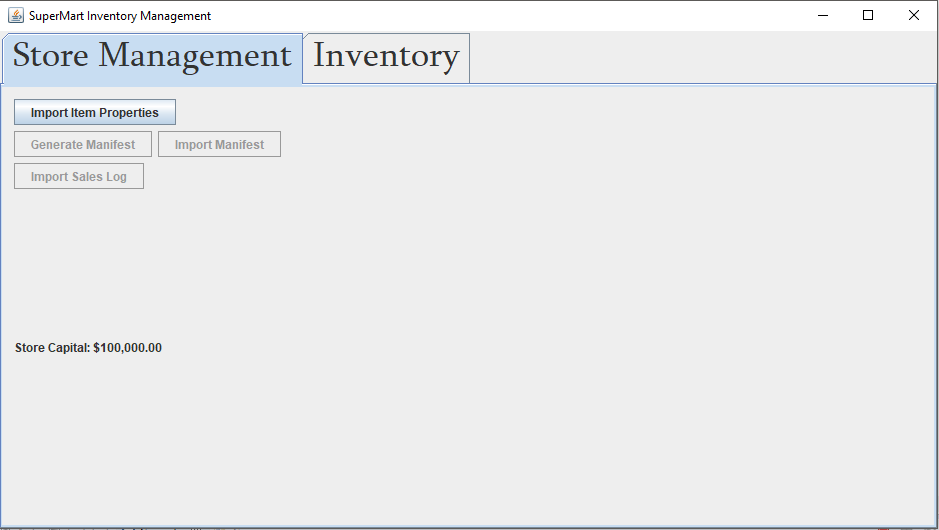 SuperMart Inventory Management
Store Management Inventory
Import Item Properties
Generate Manifest Import Manifest
Import Sales Log
Store Capital: $100,000.00